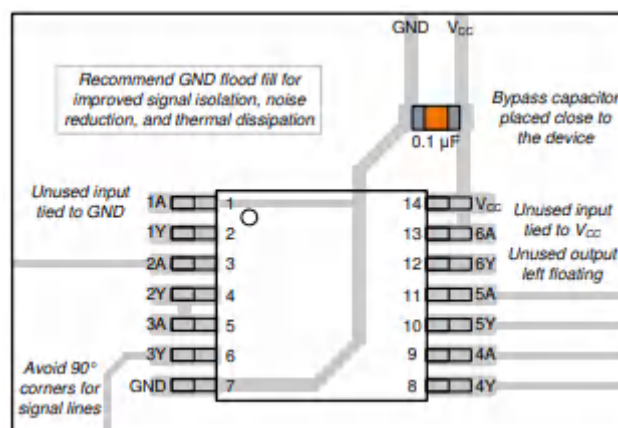 GND VCC
Recommend GND flood fill for
improved signal isolation, noise
reduction, and thermal dissipation
Bypass capacitor
placed close to
the device
0.1 µF
Unused input
tied to GND
1A 1 14 VCC
1Y 2 13 6A
2A 3 12 6Y
2Y 4 11 5A
3A 5 10 5Y
3Y 6 9 4A
GND 7 8 4Y
Unused input
tied to VCC
Unused output
left floating
Avoid 90°
corners for
signal lines